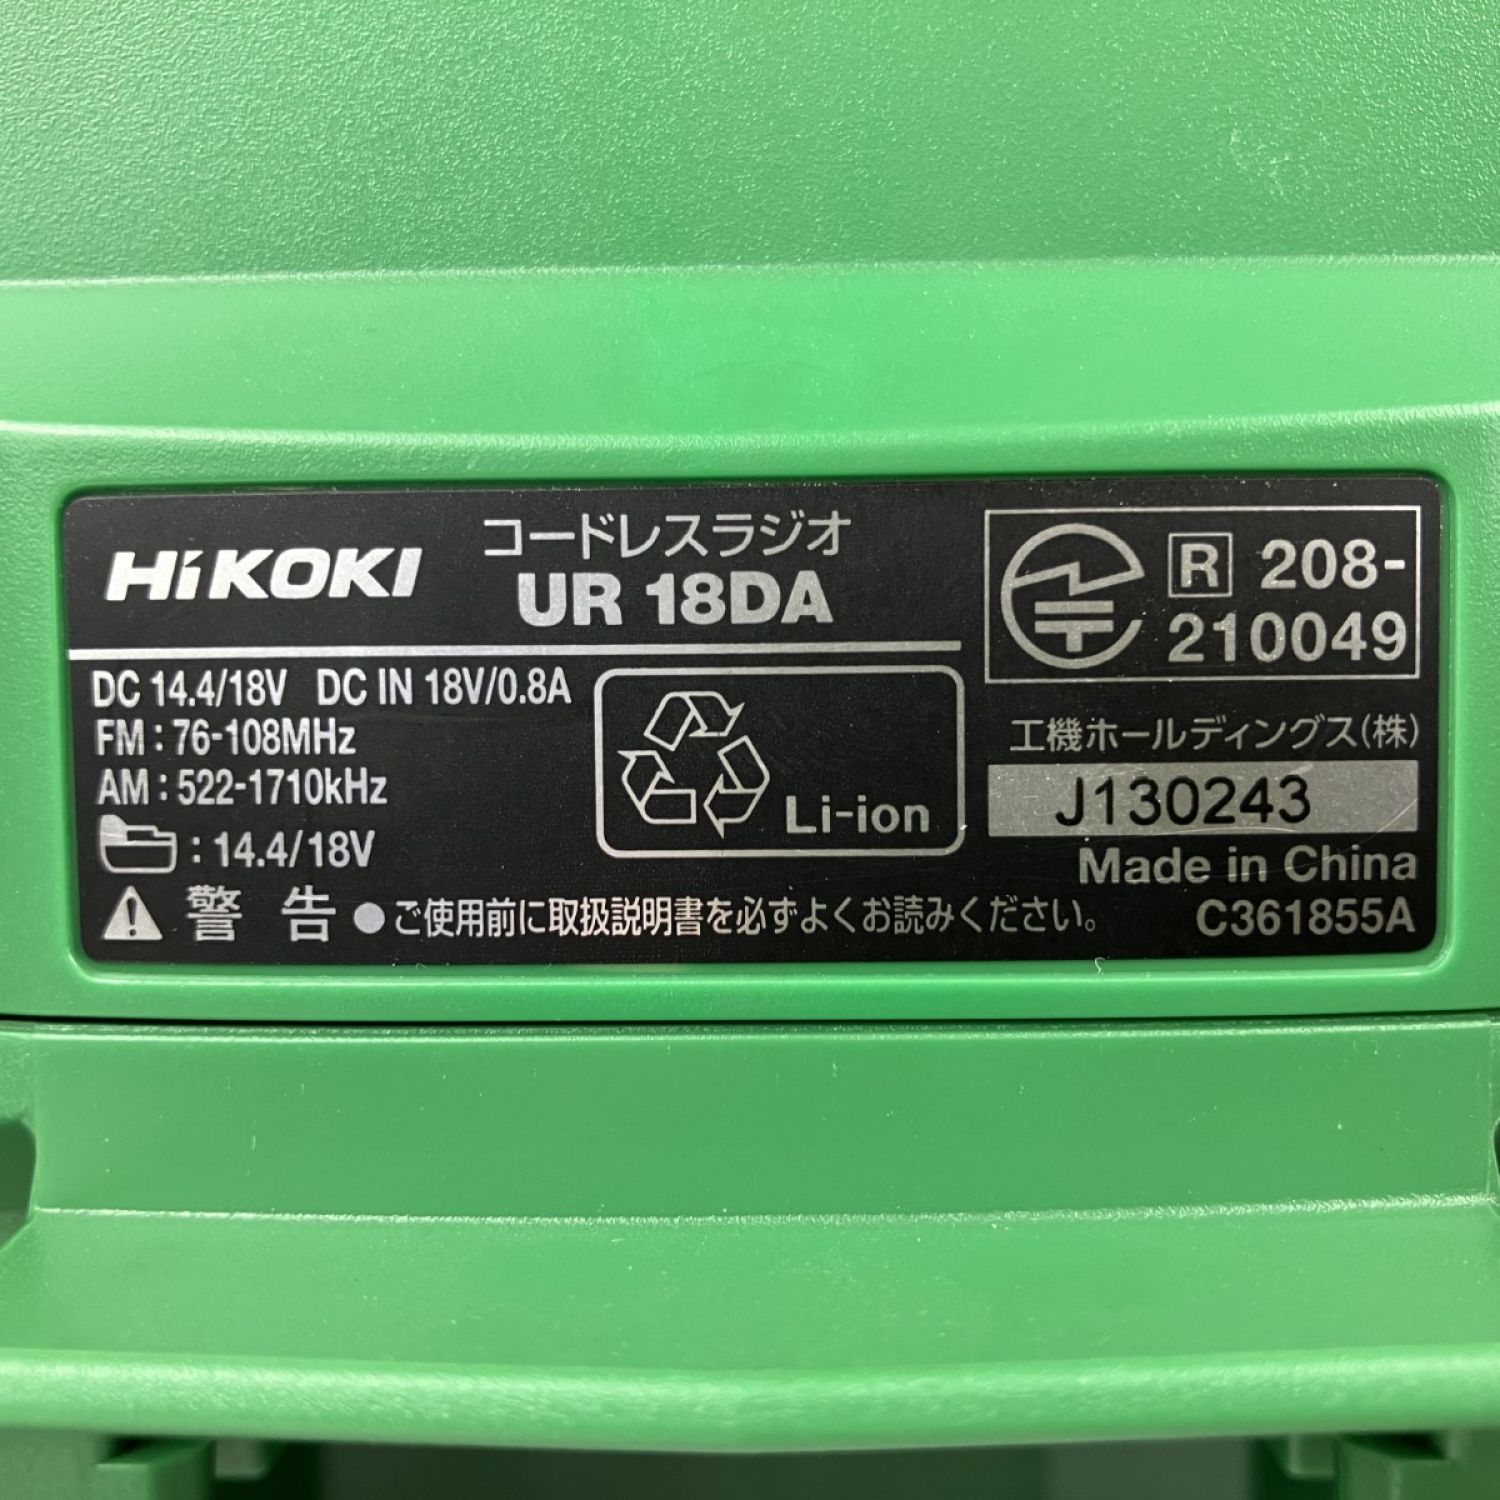 HiKOKI
コードレスラジオ
UR 18DA
DC 14.4/18V DC IN 18V/0.8A
FM : 76-108MHz
AM : 522-1710kHz
: 14.4/18V
Li-ion
R 208-
210049
工機ホールディングス(株)
J130243
Made in China
C361855A
警告 ●ご使用前に取扱説明書を必ずよくお読みください。